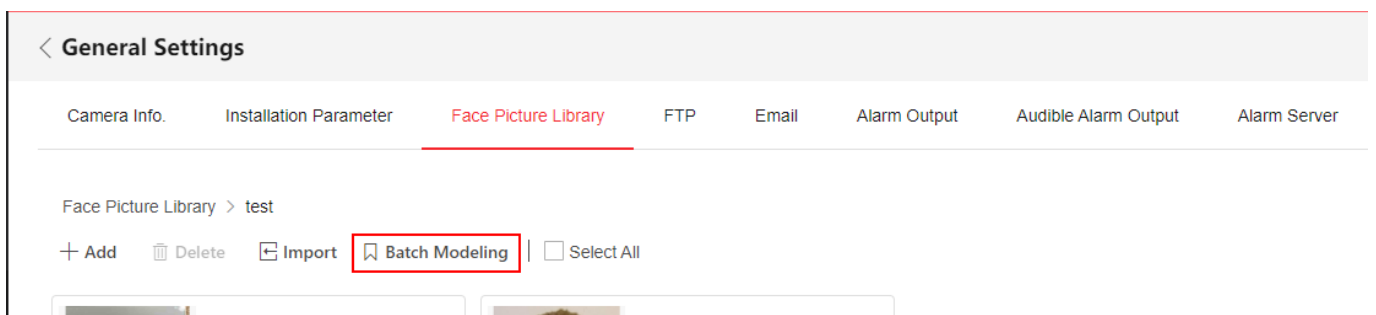 General Settings
Camera Info. Installation Parameter Face Picture Library FTP Email Alarm Output Audible Alarm Output Alarm Server
Face Picture Library > test
Add Delete Import Batch Modeling Select All